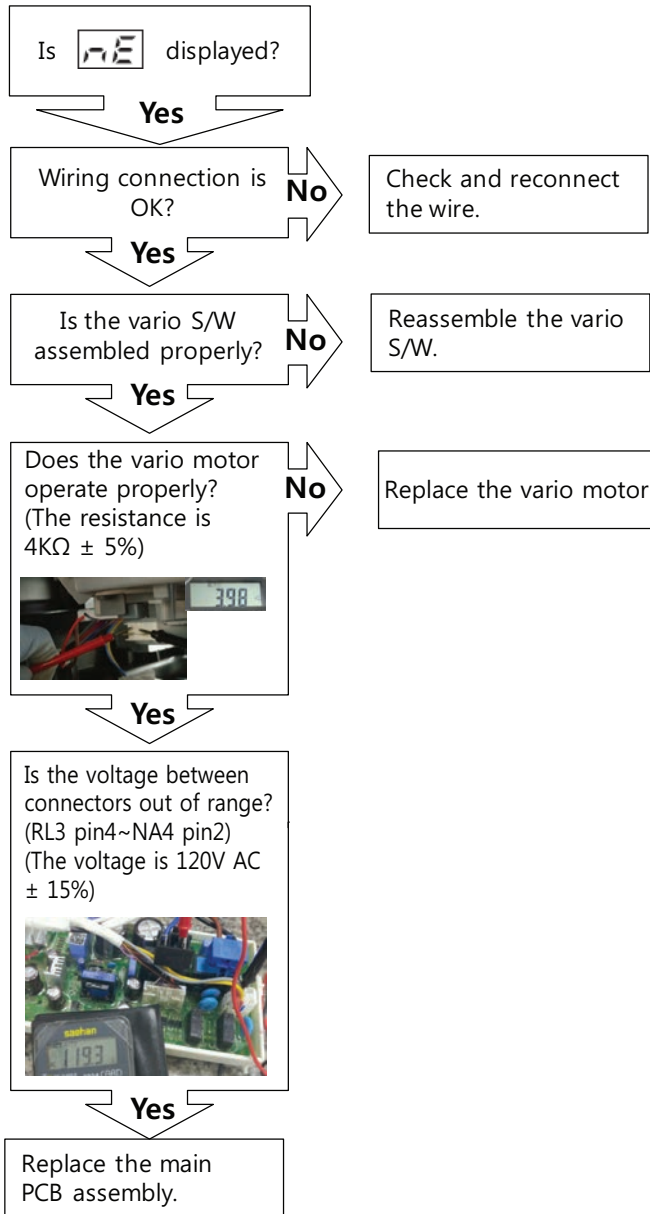 Is nE displayed?
Yes
Wiring connection is
OK?
No
Check and reconnect
the wire.
Yes
Is the vario S/W
assembled properly?
No
Reassemble the vario
S/W.
Yes
Does the vario motor
operate properly?
(The resistance is
4KΩ ± 5%)
No
Replace the vario motor
398
Yes
Is the voltage between
connectors out of range?
(RL3 pin4~NA4 pin2)
(The voltage is 120V AC
± 15%)
119.3
Yes
Replace the main
PCB assembly.